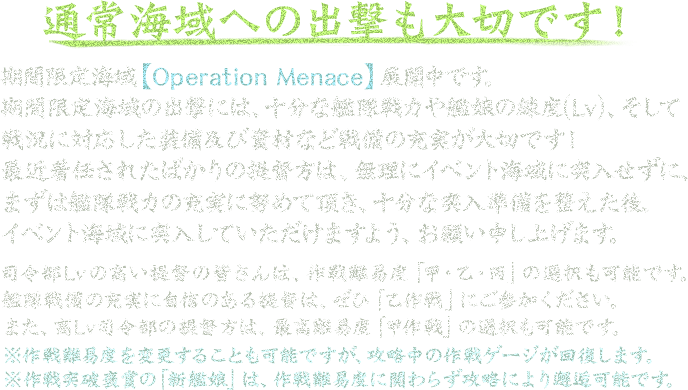 通常海域への出撃も大切です！
期間限定海域【Operation Menace】展開中です。
期間限定海域の出撃には、十分な艦隊戦力や艦娘の練度(Lv)、そして
戦況に対応した装備及び資材など戦備の充実が大切です！
最近着任されたばかりの提督方は、無理にイベント海域に突入せずに、
まずは艦隊戦力の充実に努めて頂き、十分な突入準備を整えた後、
イベント海域に突入していただけますよう、お願い申し上げます。
司令部Lvの高い提督の皆さんは、作戦難易度「甲・乙・丙」の選択も可能です。
艦隊戦備の充実に自信のある提督は、ぜひ「乙作戦」にご参加ください。
また、高Lv司令部の提督方は、最高難易度「甲作戦」の選択も可能です。
※作戦難易度を変更することも可能ですが、攻略中の作戦ゲージが回復します。
※作戦突破褒賞の「新艦娘」は、作戦難易度に関わらず攻略により邂逅可能です。